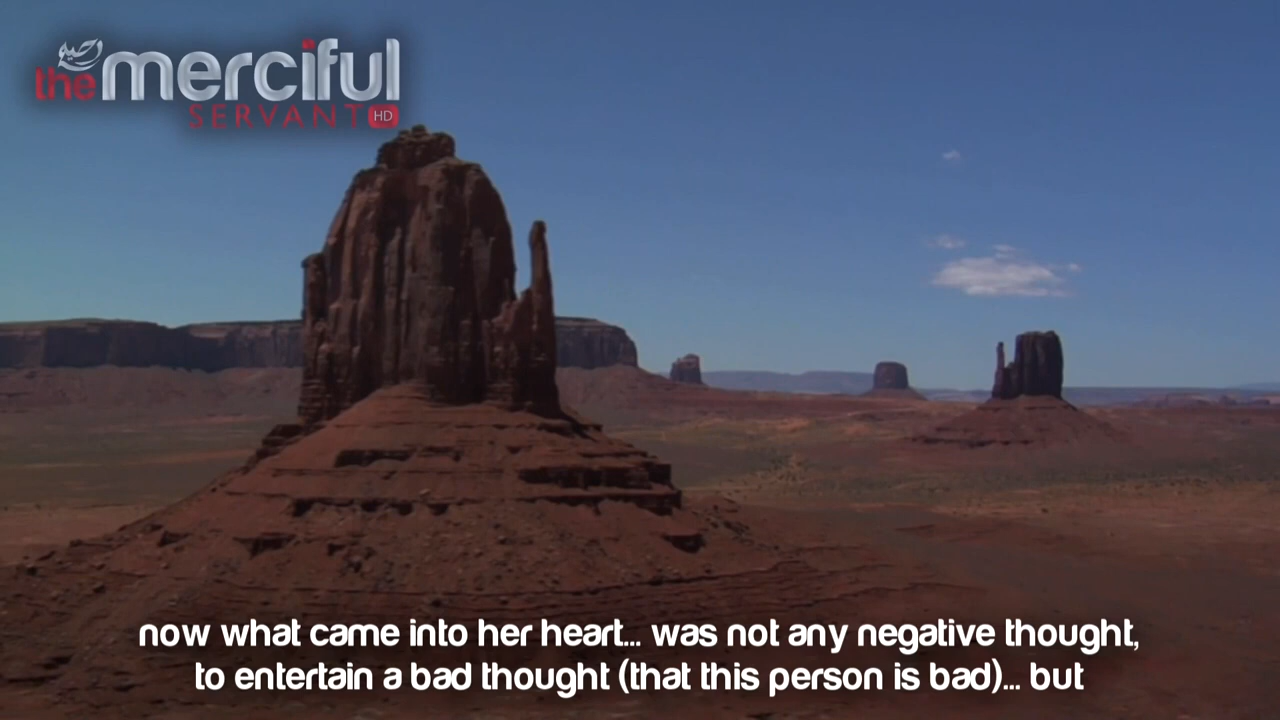 the merciful
SERVANT HD
now what came into her heart... was not any negative thought,
to entertain a bad thought (that this person is bad)... but